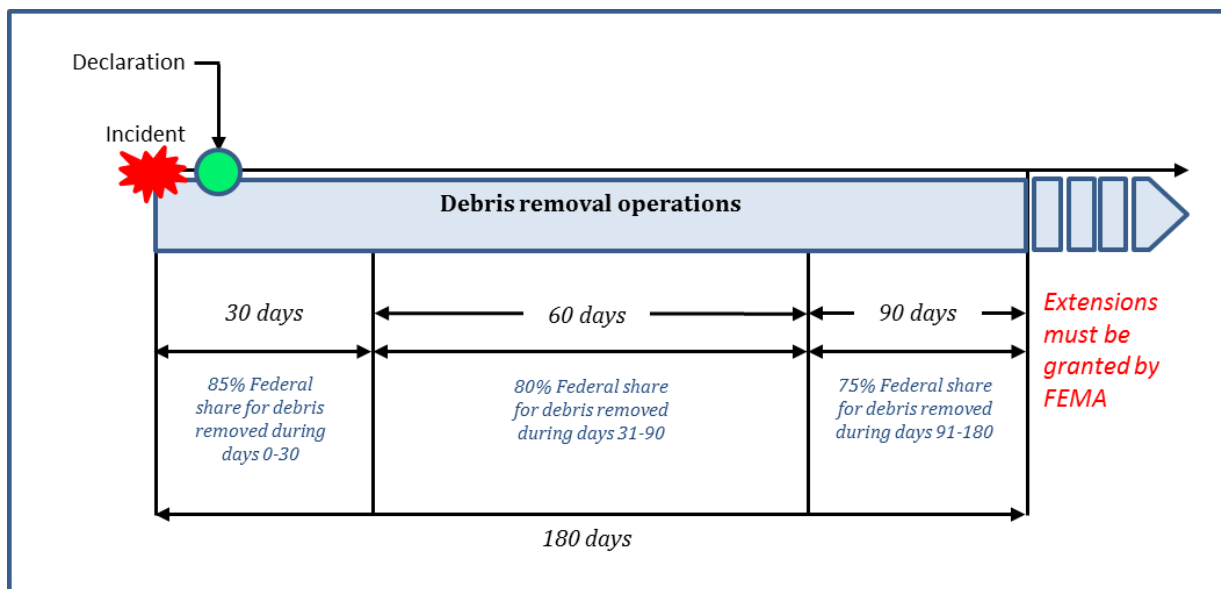 Declaration
Incident
Debris removal operations
30 days
60 days
90 days
85% Federal
share for debris
removed during
days 0-30
80% Federal share
for debris removed
during days 31-90
75% Federal share
for debris removed
during days 91-180
Extensions
must be
granted by
FEMA
180 days